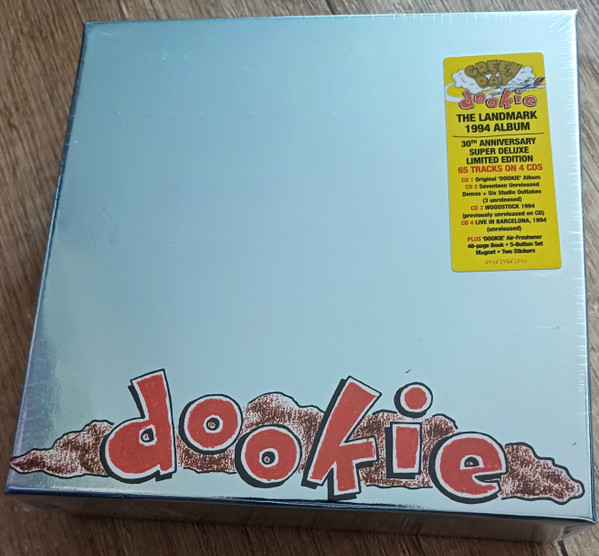 GREEN
DAY
dookie
THE LANDMARK
1994 ALBUM
30TH ANNIVERSARY
SUPER DELUXE
LIMITED EDITION
65 TRACKS ON 4 CDS
CD 1 Original 'DOOKIE' Album
CD 2 Seventeen Unreleased
Demos + Six Studio Outtakes
(3 unreleased)
CD 3 WOODSTOCK 1994
(previously unreleased on CD)
CD 4 LIVE IN BARCELONA, 1994
(unreleased)
PLUS 'DOOKIE' Air-Freshener
48-page Book • 5-Button Set
Magnet • Two Stickers
dookie